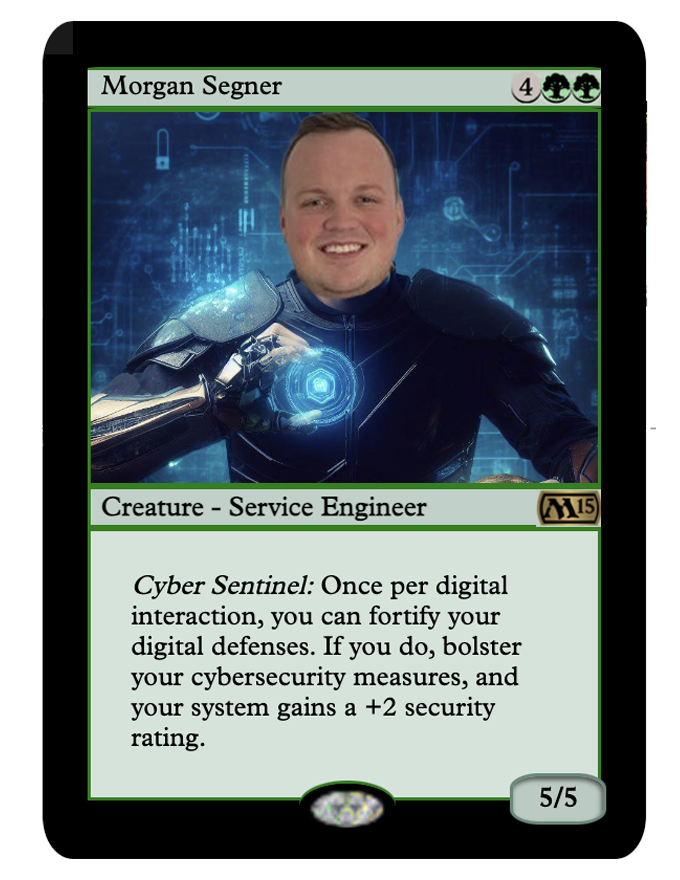 Morgan Segner
4
Creature - Service Engineer
M15
Cyber Sentinel: Once per digital
interaction, you can fortify your
digital defenses. If you do, bolster
your cybersecurity measures, and
your system gains a +2 security
rating.
5/5